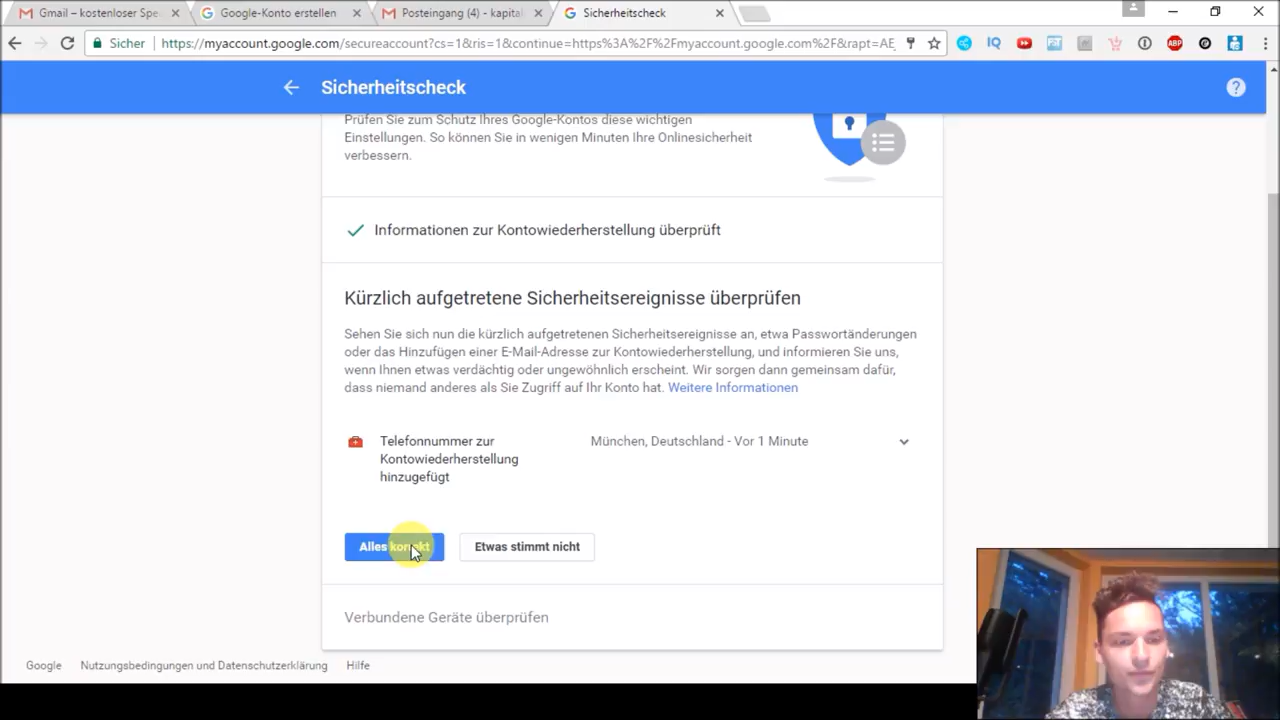 Gmail – kostenloser Spe
Google-Konto erstellen
Posteingang (4) - kapital
Sicherheitscheck
Sicher
https://myaccount.google.com/secureaccount?cs=1&ris=1&continue=https%3A%2F%2Fmyaccount.google.com%2F&rapt=AE
IQ
ABP
Sicherheitscheck
?
Prüfen Sie zum Schutz Ihres Google-Kontos diese wichtigen
Einstellungen. So können Sie in wenigen Minuten Ihre Onlinesicherheit
verbessern.
Informationen zur Kontowiederherstellung überprüft
Kürzlich aufgetretene Sicherheitsereignisse überprüfen
Sehen Sie sich nun die kürzlich aufgetretenen Sicherheitsereignisse an, etwa Passwortänderungen
oder das Hinzufügen einer E-Mail-Adresse zur Kontowiederherstellung, und informieren Sie uns,
wenn Ihnen etwas verdächtig oder ungewöhnlich erscheint. Wir sorgen dann gemeinsam dafür,
dass niemand anderes als Sie Zugriff auf Ihr Konto hat. Weitere Informationen
Telefonnummer zur
Kontowiederherstellung
hinzugefügt
München, Deutschland - Vor 1 Minute
Alles korrekt
Etwas stimmt nicht
Verbundene Geräte überprüfen
Google
Nutzungsbedingungen und Datenschutzerklärung
Hilfe